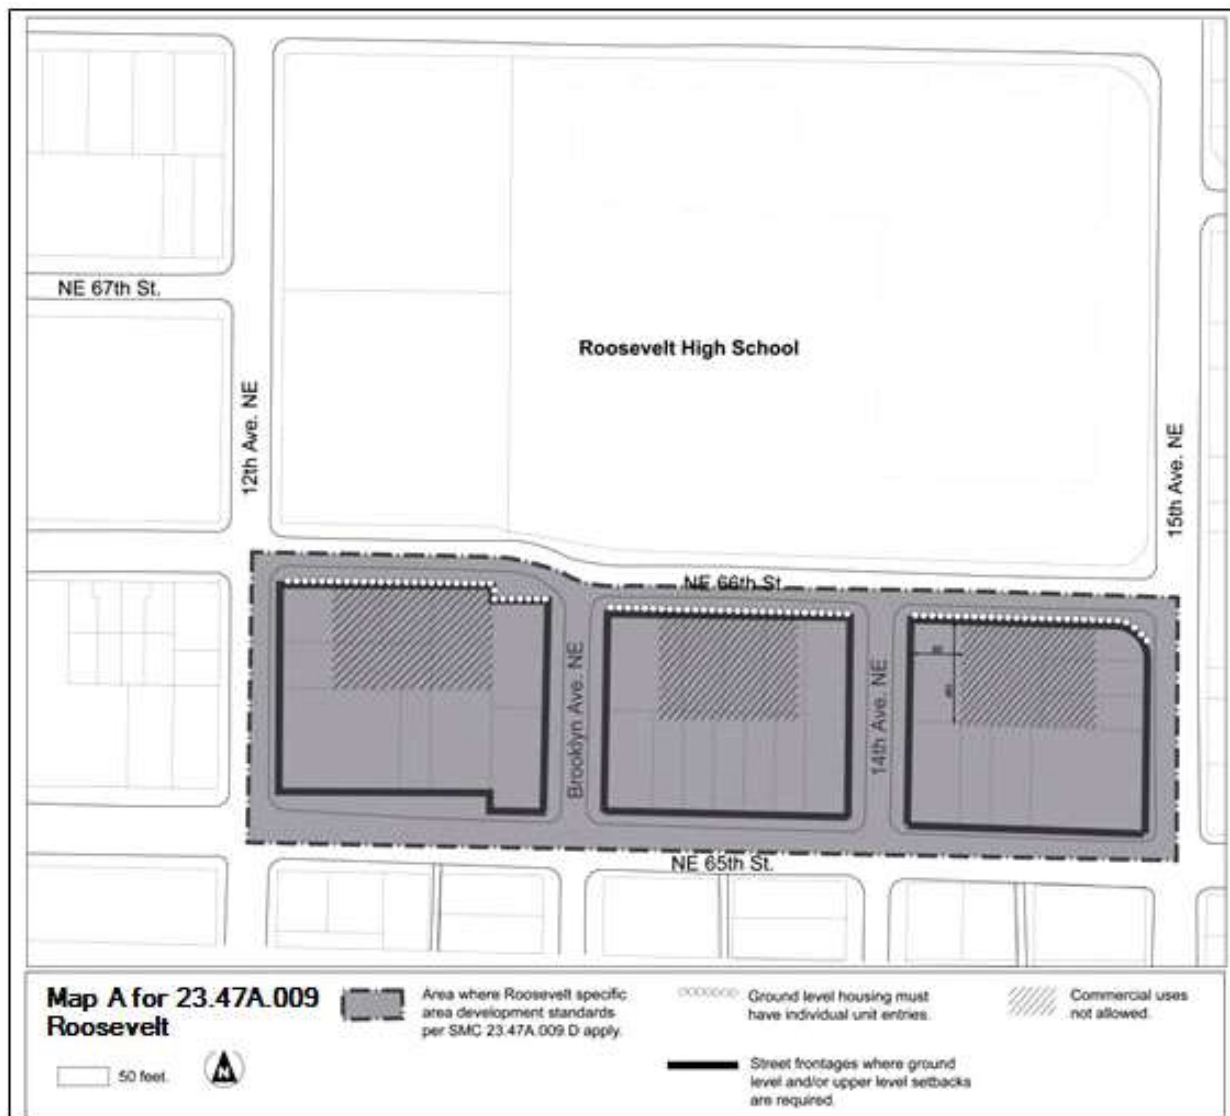 NE 67th St.
Roosevelt High School
12th Ave. NE
15th Ave. NE
NE 66th St
Brooklyn Ave. NE
14th Ave. NE
NE 65th St.
Map A for 23.47A.009
Roosevelt
50 feet.
N
Area where Roosevelt specific
area development standards
per SMC 23.47A.009.D apply.
Ground level housing must
have individual unit entries.
Street frontages where ground
level and/or upper level setbacks
are required.
Commercial uses
not allowed.